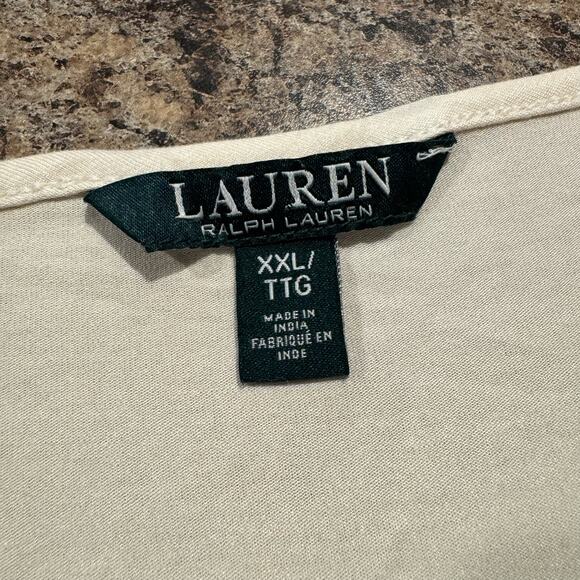 LAUREN
RALPH LAUREN
XXL/
TTG
MADE IN
INDIA
FABRIQUÉ EN
INDE